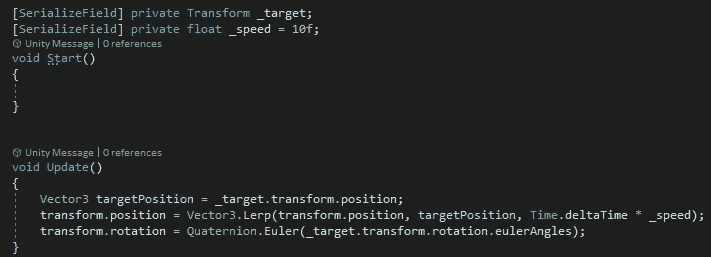 [SerializeField] private Transform _target;
[SerializeField] private float _speed = 10f;
Unity Message | 0 references
void Start()
{
}
Unity Message | 0 references
void Update()
{
Vector3 targetPosition = _target.transform.position;
transform.position = Vector3.Lerp(transform.position, targetPosition, Time.deltaTime * _speed);
transform.rotation = Quaternion.Euler(_target.transform.rotation.eulerAngles);
}